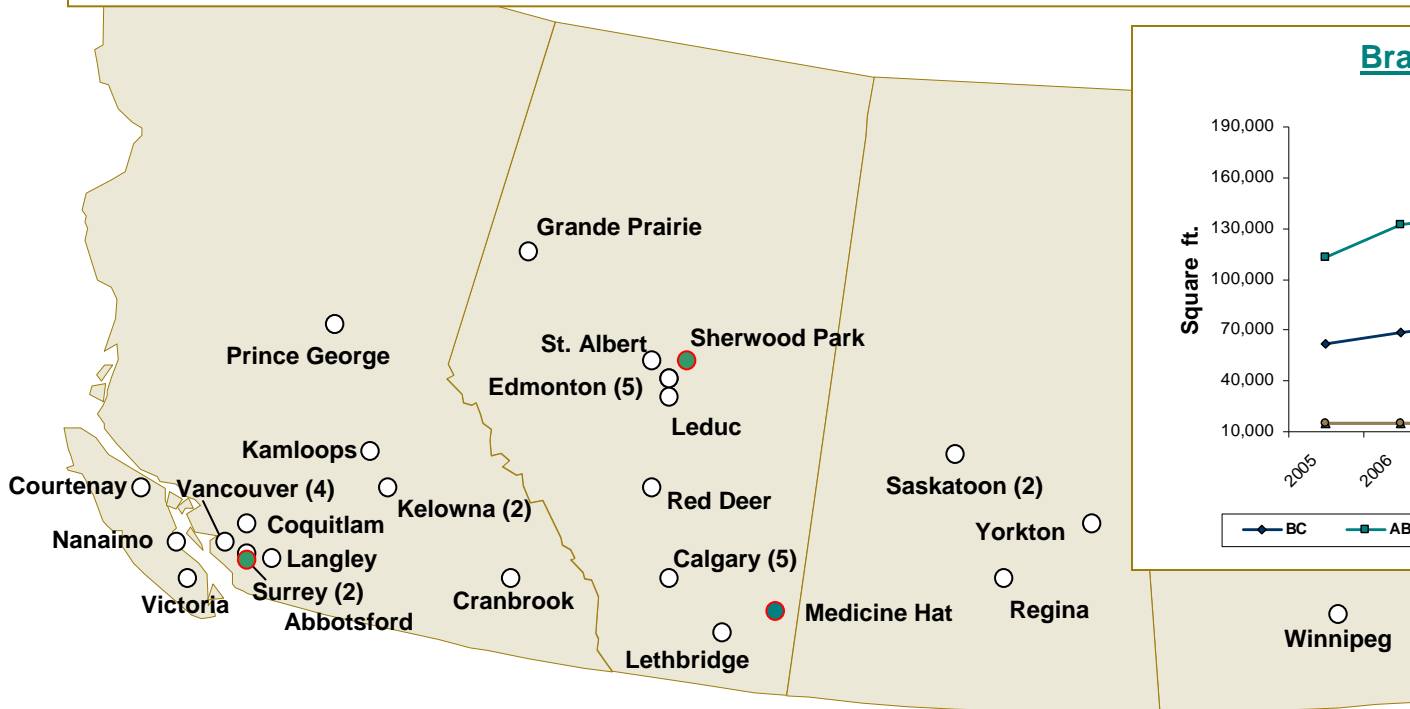 Bra
190,000
160,000
130,000
100,000
70,000
40,000
10,000
Square ft.
2005
2006
BC
AB
Grande Prairie
Prince George
St. Albert
Sherwood Park
Edmonton (5)
Leduc
Kamloops
Courtenay
Vancouver (4)
Kelowna (2)
Red Deer
Saskatoon (2)
Coquitlam
Yorkton
Nanaimo
Langley
Calgary (5)
Surrey (2)
Victoria
Abbotsford
Cranbrook
Medicine Hat
Regina
Lethbridge
Winnipeg